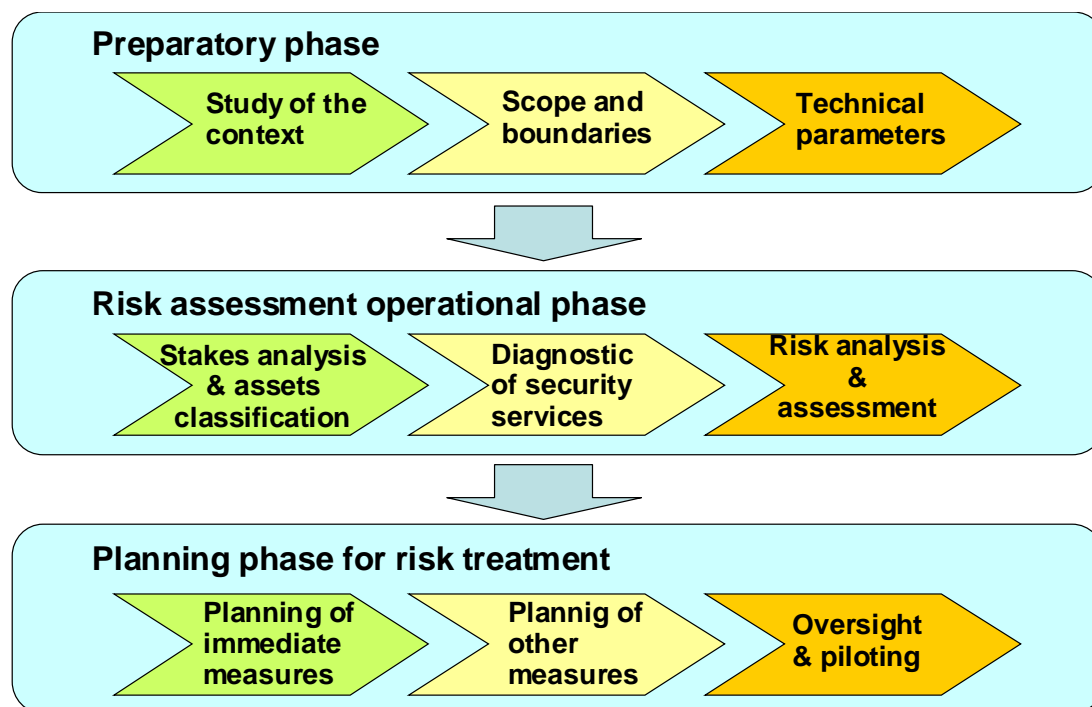 Preparatory phase
Study of the
context
Scope and
boundaries
Technical
parameters
Risk assessment operational phase
Stakes analysis
& assets
classification
Diagnostic
of security
services
Risk analysis
&
assessment
Planning phase for risk treatment
Planning of
immediate
measures
Plannig of
other
measures
Oversight
& piloting